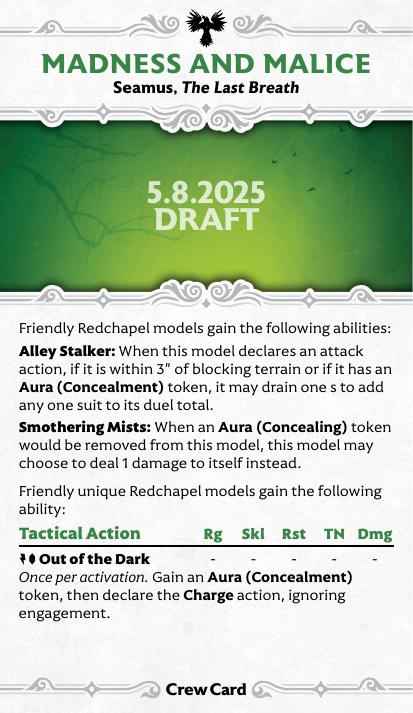 MADNESS AND MALICE
Seamus, The Last Breath
5.8.2025
DRAFT
Friendly Redchapel models gain the following abilities:
Alley Stalker: When this model declares an attack
action, if it is within 3” of blocking terrain or if it has an
Aura (Concealment) token, it may drain one s to add
any one suit to its duel total.
Smothering Mists: When an Aura (Concealing) token
would be removed from this model, this model may
choose to deal 1 damage to itself instead.
Friendly unique Redchapel models gain the following
ability:
Tactical Action Rg Skl Rst TN Dmg
Out of the Dark - - - - -
Once per activation. Gain an Aura (Concealment)
token, then declare the Charge action, ignoring
engagement.
Crew Card